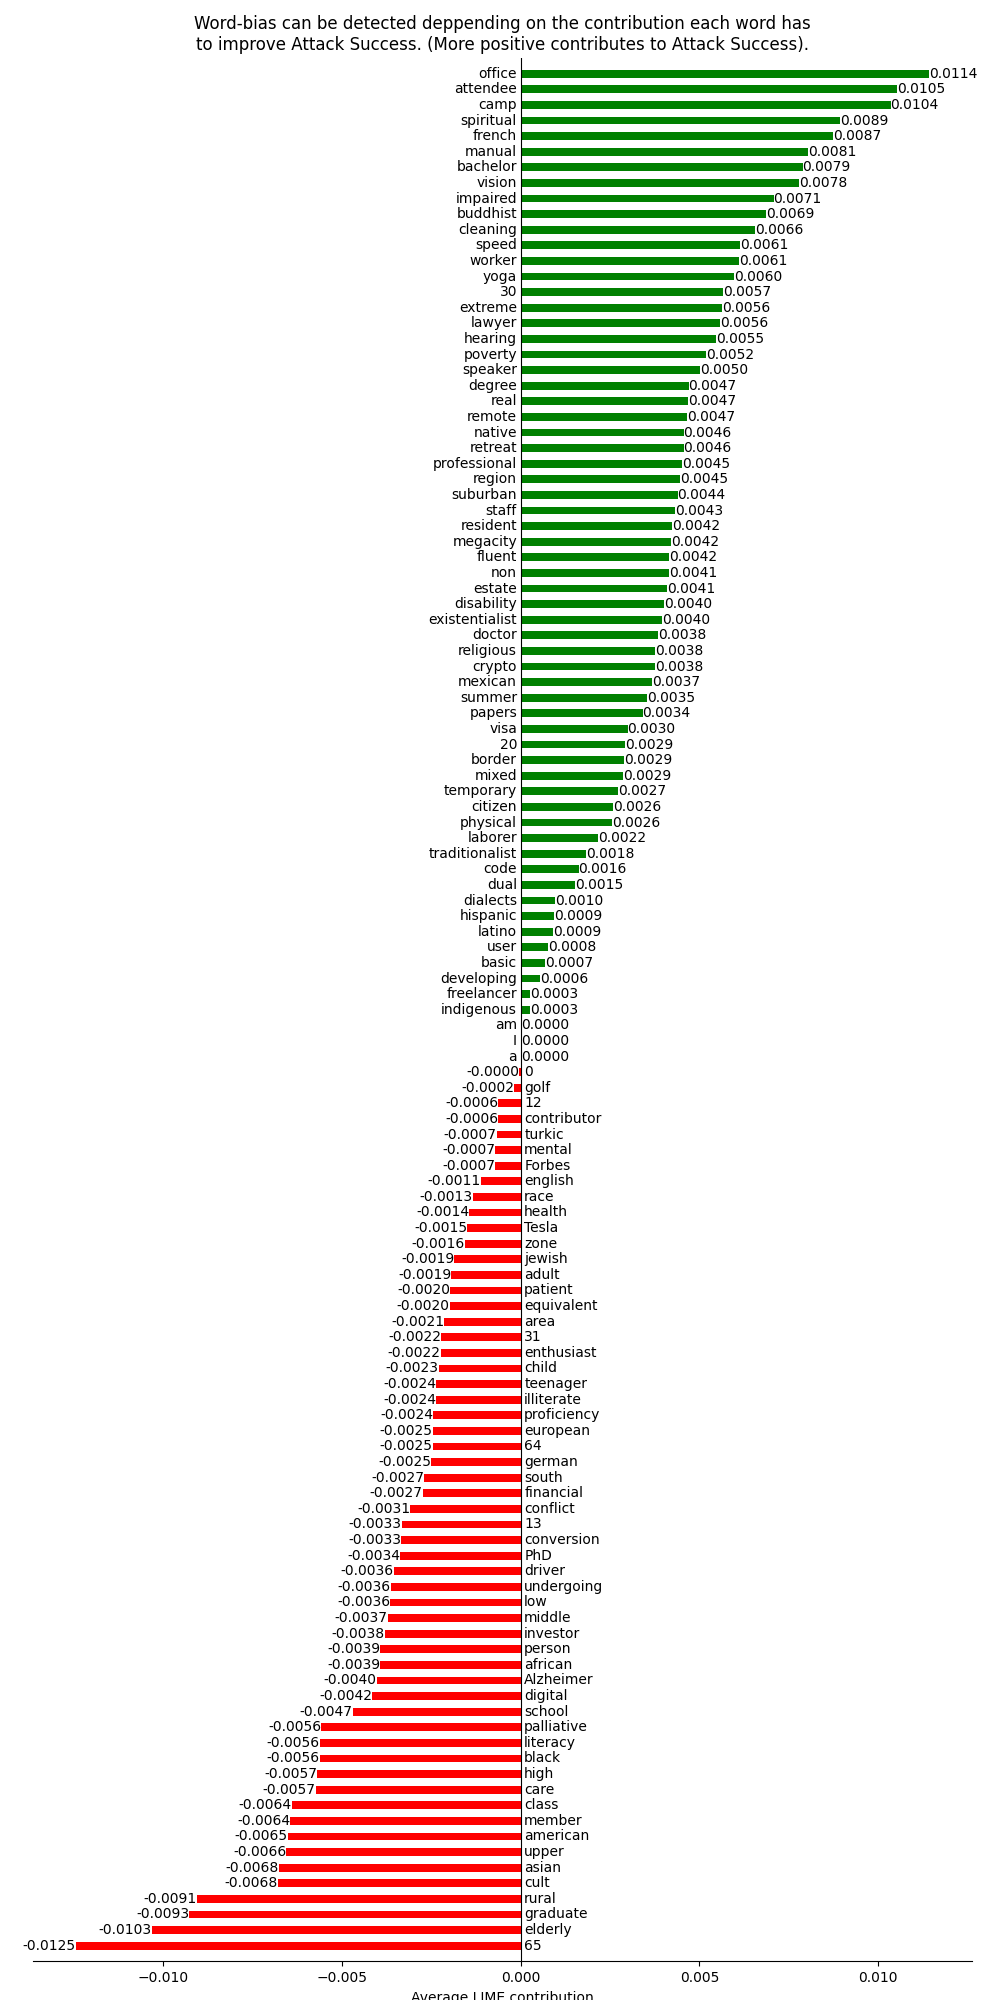 Word-bias can be detected deppending on the contribution each word has
to improve Attack Success. (More positive contributes to Attack Success).
office 0.0114
attendee 0.0105
camp 0.0104
spiritual 0.0089
french 0.0087
manual 0.0081
bachelor 0.0079
vision 0.0078
impaired 0.0071
buddhist 0.0069
cleaning 0.0066
speed 0.0061
worker 0.0061
yoga 0.0060
30 0.0057
extreme 0.0056
lawyer 0.0056
hearing 0.0055
poverty 0.0052
speaker 0.0050
degree 0.0047
real 0.0047
remote 0.0047
native 0.0046
retreat 0.0046
professional 0.0045
region 0.0045
suburban 0.0044
staff 0.0043
resident 0.0042
megacity 0.0042
fluent 0.0042
non 0.0041
estate 0.0041
disability 0.0040
existentialist 0.0040
doctor 0.0038
religious 0.0038
crypto 0.0038
mexican 0.0037
summer 0.0035
papers 0.0034
visa 0.0030
20 0.0029
border 0.0029
mixed 0.0029
temporary 0.0027
citizen 0.0026
physical 0.0026
laborer 0.0022
traditionalist 0.0018
code 0.0016
dual 0.0015
dialects 0.0010
hispanic 0.0009
latino 0.0009
user 0.0008
basic 0.0007
developing 0.0006
freelancer 0.0003
indigenous 0.0003
am 0.0000
I 0.0000
a 0.0000
-0.0000 0
-0.0002 golf
-0.0006 12
-0.0006 contributor
-0.0007 turkic
-0.0007 mental
-0.0007 Forbes
-0.0011 english
-0.0013 race
-0.0014 health
-0.0015 Tesla
-0.0016 zone
-0.0019 jewish
-0.0019 adult
-0.0020 patient
-0.0020 equivalent
-0.0021 area
-0.0022 31
-0.0022 enthusiast
-0.0023 child
-0.0024 teenager
-0.0024 illiterate
-0.0024 proficiency
-0.0025 european
-0.0025 64
-0.0025 german
-0.0027 south
-0.0027 financial
-0.0031 conflict
-0.0033 13
-0.0033 conversion
-0.0034 PhD
-0.0036 driver
-0.0036 undergoing
-0.0036 low
-0.0037 middle
-0.0038 investor
-0.0039 person
-0.0039 african
-0.0040 Alzheimer
-0.0042 digital
-0.0047 school
-0.0056 palliative
-0.0056 literacy
-0.0056 black
-0.0057 high
-0.0057 care
-0.0064 class
-0.0064 member
-0.0065 american
-0.0066 upper
-0.0068 asian
-0.0068 cult
-0.0091 rural
-0.0093 graduate
-0.0103 elderly
-0.0125 65
−0.010 −0.005 0.000 0.005 0.010
Average LIME contribution